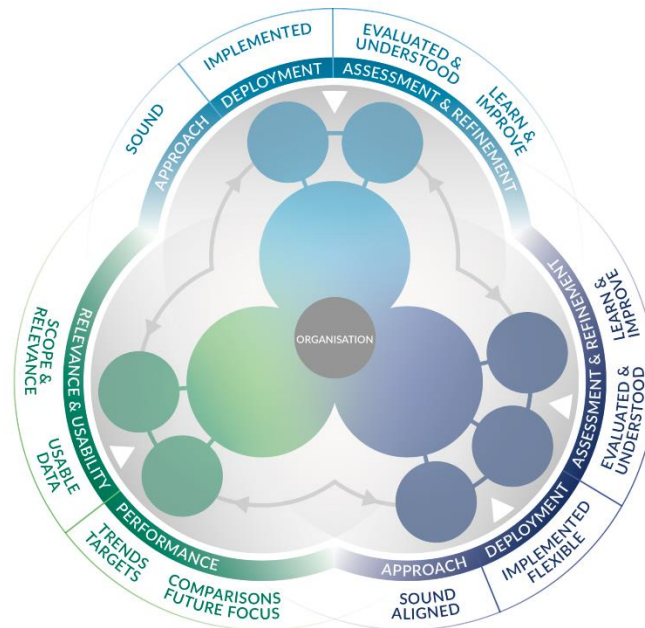 SOUND
IMPLEMENTED
EVALUATED &
UNDERSTOOD
LEARN &
IMPROVE
APPROACH
DEPLOYMENT
ASSESSMENT & REFINEMENT
ORGANISATION
LEARN &
IMPROVE
EVALUATED &
UNDERSTOOD
IMPLEMENTED
FLEXIBLE
SOUND
ALIGNED
ASSESSMENT & REFINEMENT
DEPLOYMENT
APPROACH
SCOPE &
RELEVANCE
USABLE
DATA
TRENDS
TARGETS
COMPARISONS
FUTURE FOCUS
RELEVANCE & USABILITY
PERFORMANCE